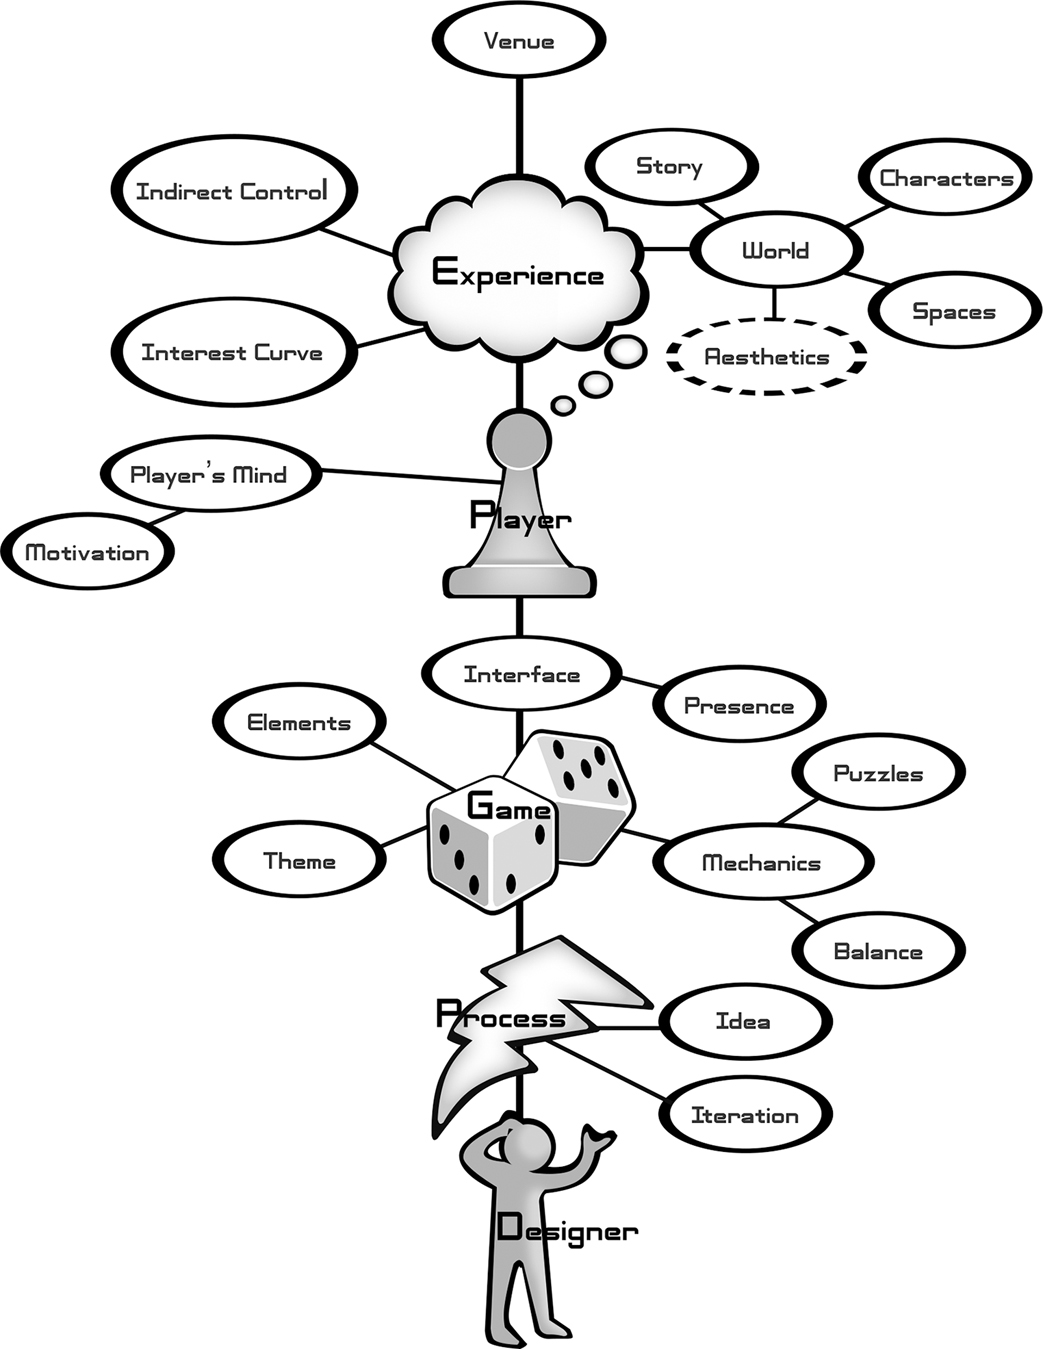 Venue
Story
Characters
Indirect Control
World
Experience
Spaces
Interest Curve
Aesthetics
Player's Mind
Player
Motivation
Interface
Presence
Elements
Puzzles
Game
Theme
Mechanics
Balance
Process
Idea
Iteration
Designer